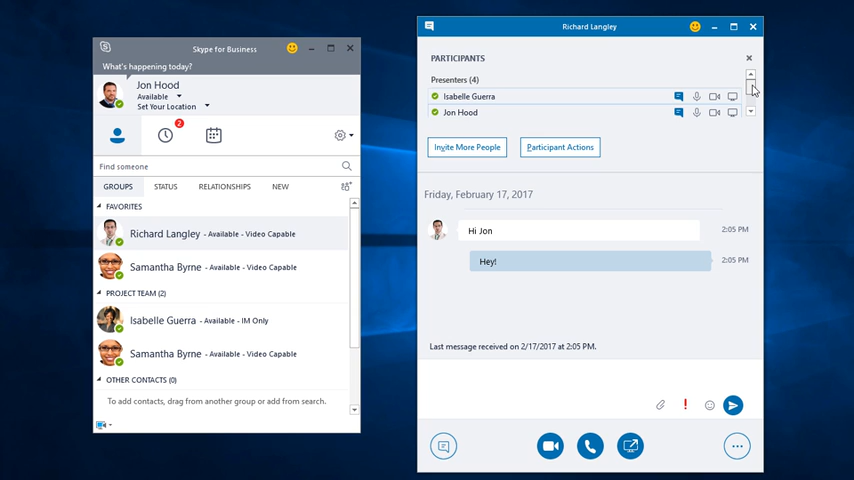 Skype for Business
What's happening today?
Jon Hood
Available
Set Your Location
2
Find someone
GROUPS STATUS RELATIONSHIPS NEW
FAVORITES
Richard Langley - Available - Video Capable
Samantha Byrne - Available - Video Capable
PROJECT TEAM (2)
Isabelle Guerra - Available - IM Only
Samantha Byrne - Available - Video Capable
OTHER CONTACTS (0)
To add contacts, drag from another group or add from search.
Richard Langley
PARTICIPANTS
Presenters (4)
Isabelle Guerra
Jon Hood
Invite More People Participant Actions
Friday, February 17, 2017
Hi Jon 2:05 PM
Hey! 2:05 PM
Last message received on 2/17/2017 at 2:05 PM.